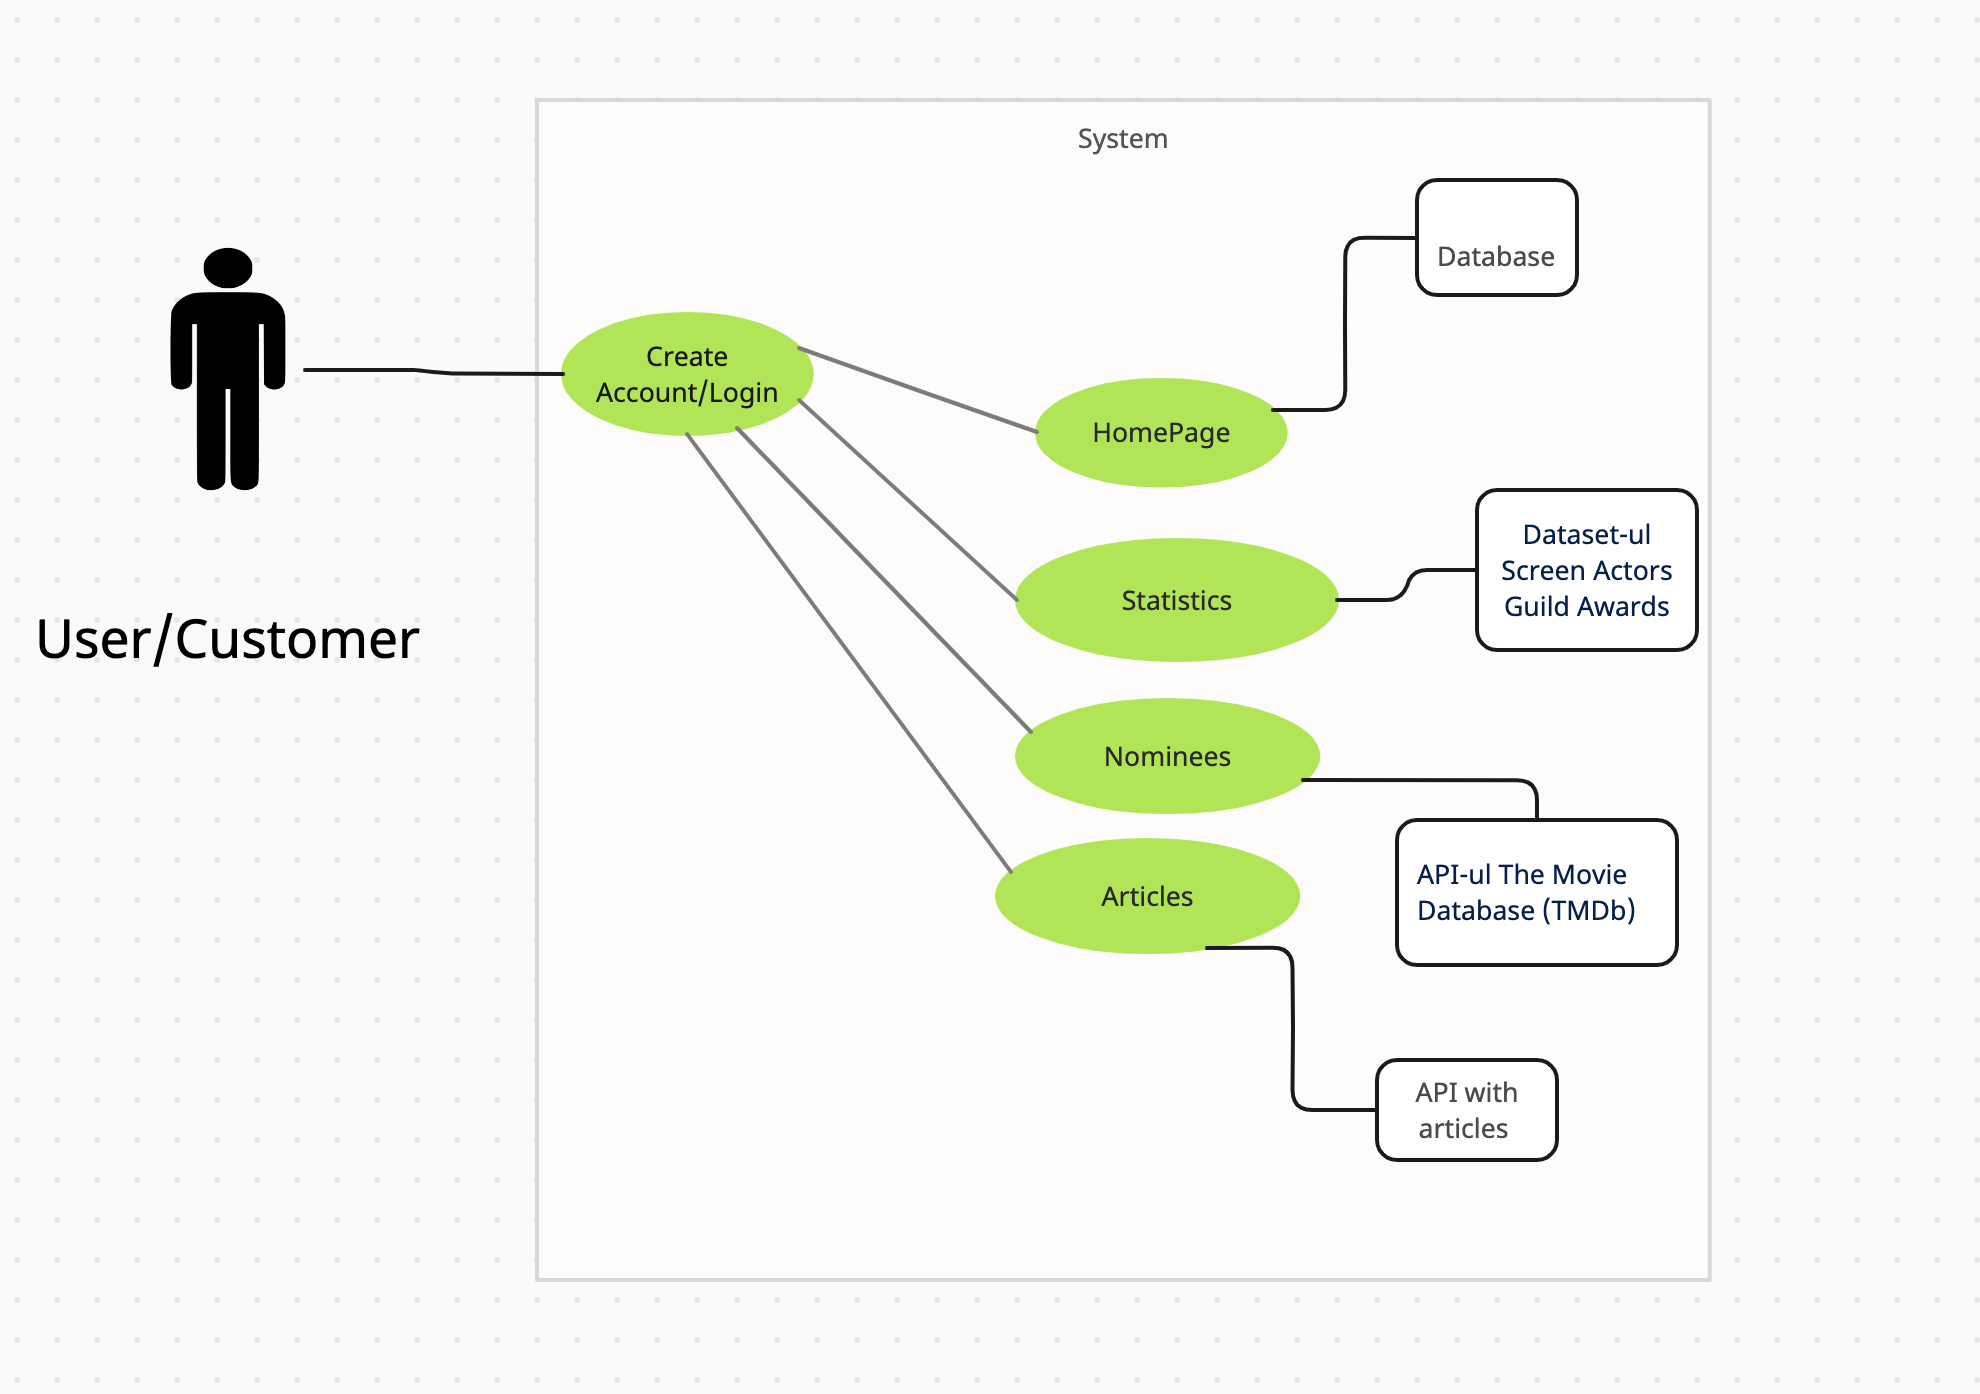 System
Database
Create
Account/Login
HomePage
Dataset-ul
Screen Actors
Guild Awards
Statistics
User/Customer
Nominees
API-ul The Movie
Database (TMDb)
Articles
API with
articles